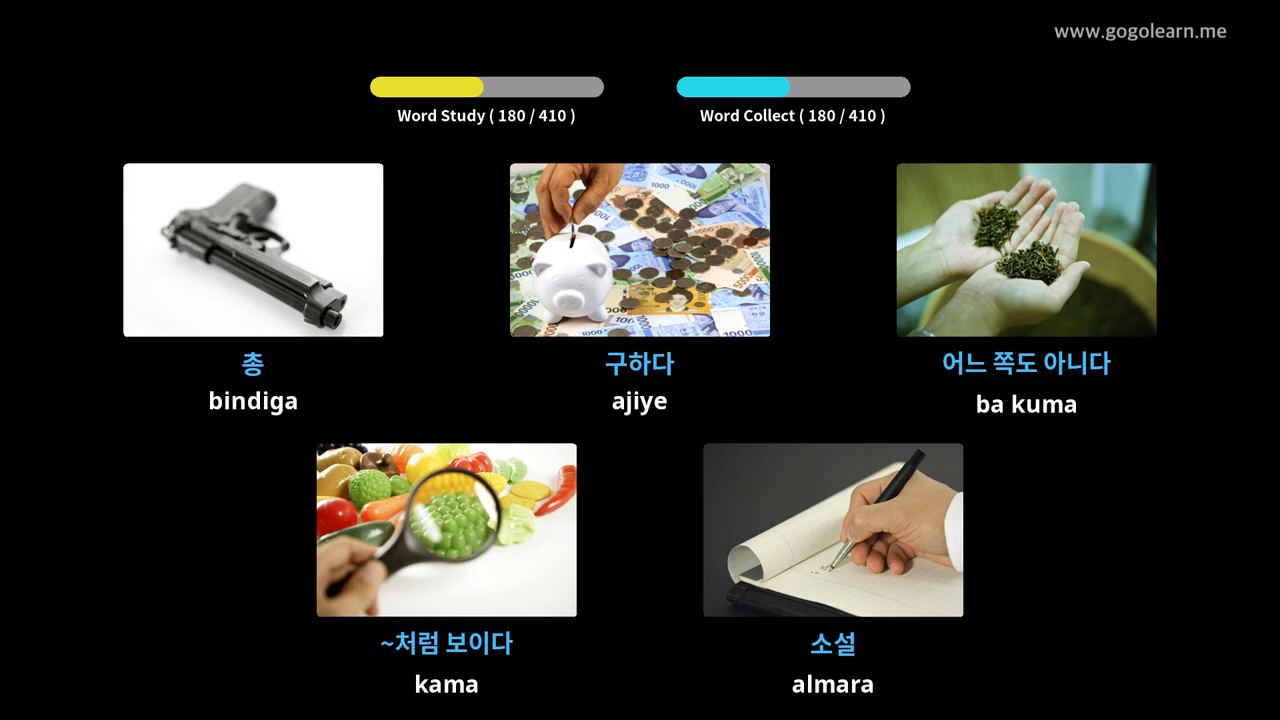 www.gogolearn.me
Word Study ( 180 / 410 )
Word Collect ( 180 / 410 )
총
bindiga
구하다
ajiye
어느 쪽도 아니다
ba kuma
~처럼 보이다
kama
소설
almara